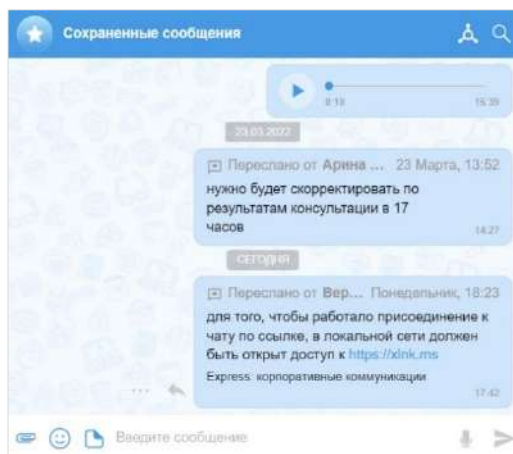 Сохраненные сообщения
0:18 15:39
23.03.2022
Переслано от Арина ... 23 Марта, 13:52
нужно будет скорректировать по
результатам консультации в 17
часов
14:27
СЕГОДНЯ
Переслано от Вер... Понедельник, 18:23
для того, чтобы работало присоединение к
чату по ссылке, в локальной сети должен
быть открыт доступ к https://xlnk.ms
Express: корпоративные коммуникации
17:42
Введите сообщение